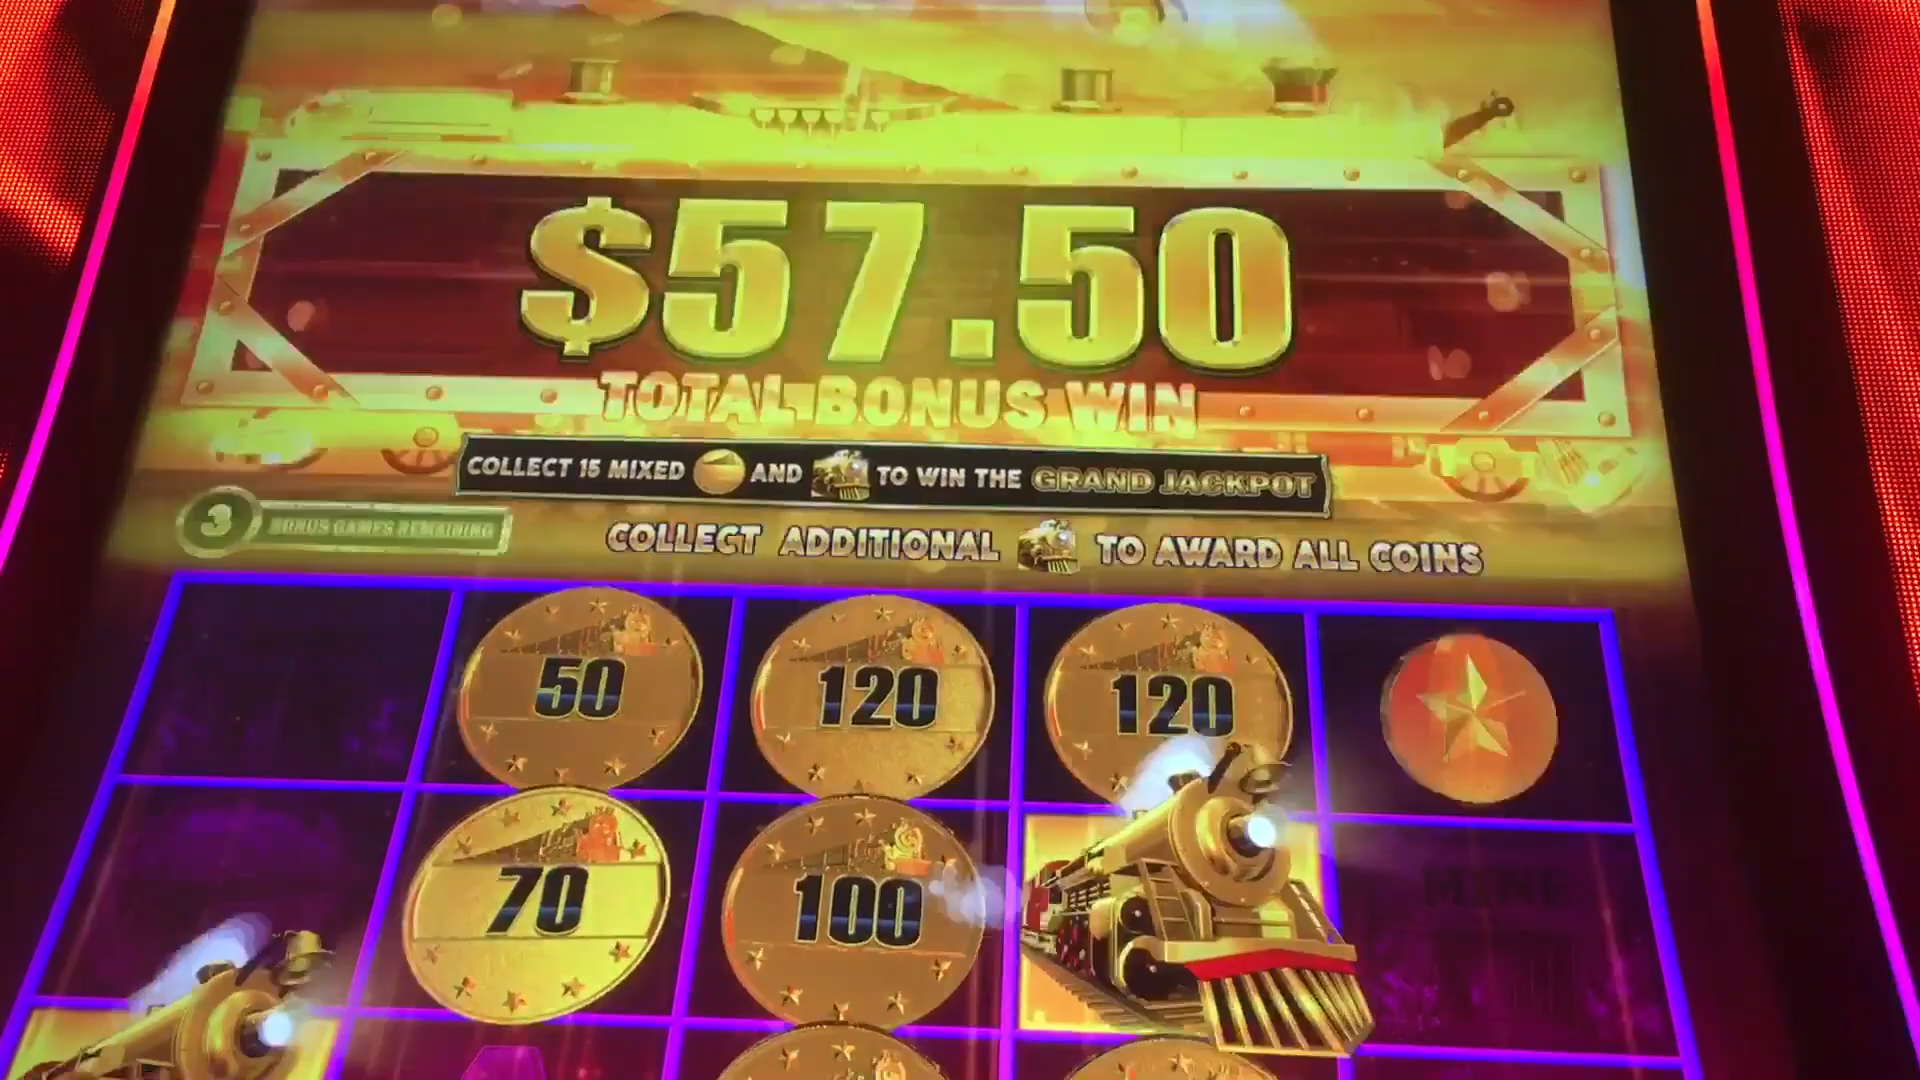 $57.50
TOTAL BONUS WIN
COLLECT 15 MIXED AND TO WIN THE GRAND JACKPOT
3 BONUS GAMES REMAINING
COLLECT ADDITIONAL TO AWARD ALL COINS
50 120 120
70 100
MINE